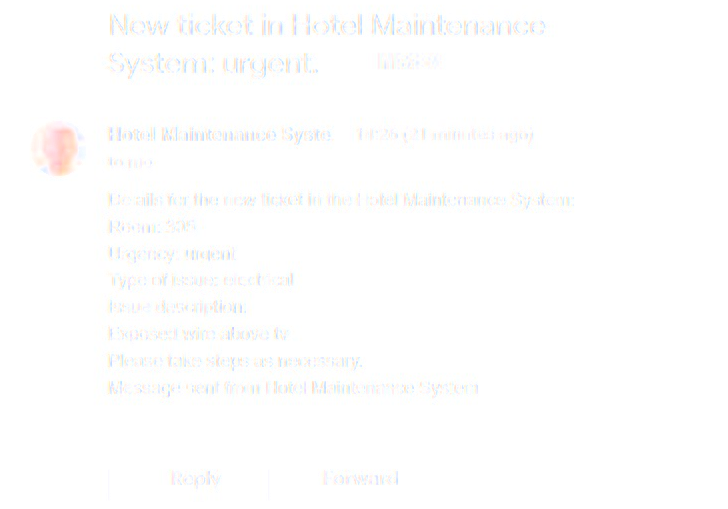 New ticket in Hotel Maintenance
System: urgent. Inbox
Hotel Maintenance Syste. 14:26 (21 minutes ago)
to me
Details for the new ticket in the Hotel Maintenance System:
Room: 305
Urgency: urgent
Type of issue: electrical
Issue description:
Exposed wire above tv
Please take steps as necessary.
Message sent from Hotel Maintenance System
Reply Forward